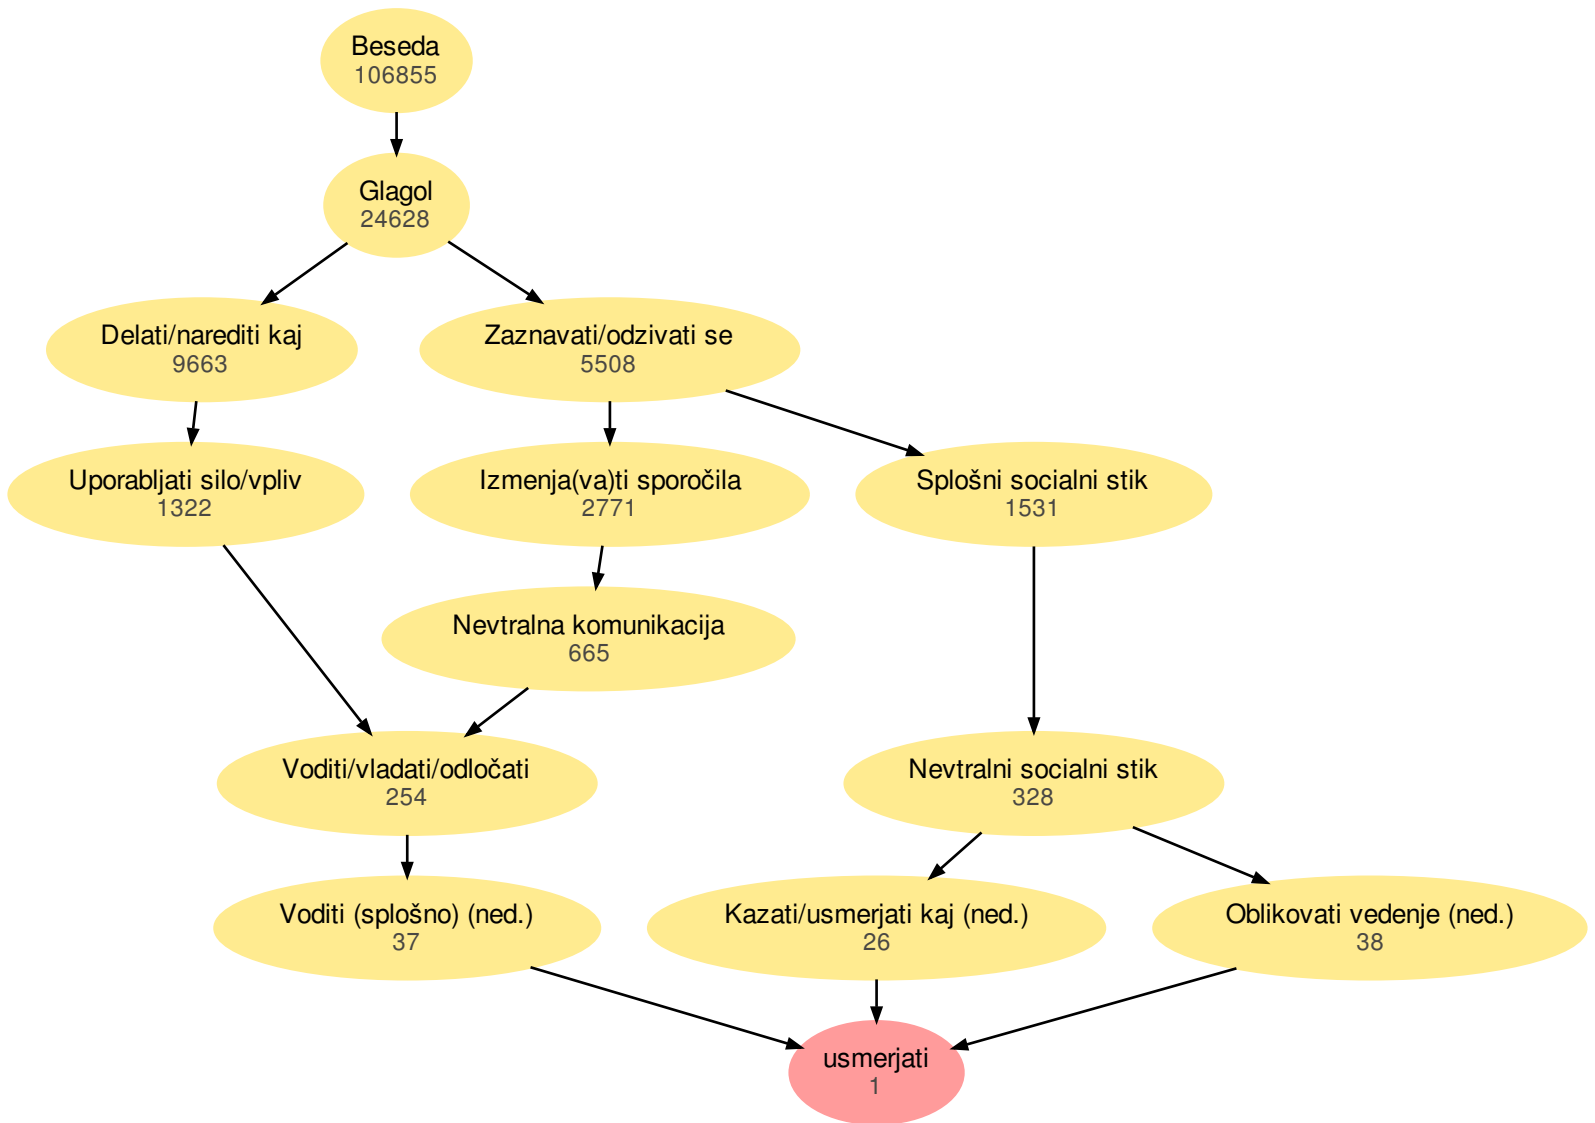 Beseda
106855
Glagol
24628
Delati/narediti kaj
9663
Zaznavati/odzivati se
5508
Uporabljati silo/vpliv
1322
Izmenja(va)ti sporočila
2771
Splošni socialni stik
1531
Nevtralna komunikacija
665
Voditi/vladati/odločati
254
Nevtralni socialni stik
328
Voditi (splošno) (ned.)
37
Kazati/usmerjati kaj (ned.)
26
Oblikovati vedenje (ned.)
38
usmerjati
1